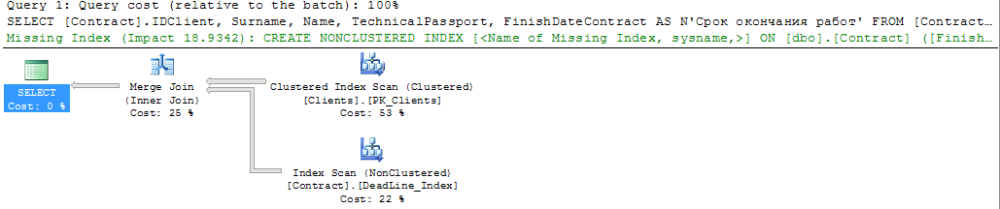 Query 1: Query cost (relative to the batch): 100%
SELECT [Contract].IDClient, Surname, Name, TechnicalPassport, FinishDateContract AS N'Срок окончания работ' FROM [Contract…
Missing Index (Impact 18.9342): CREATE NONCLUSTERED INDEX [<Name of Missing Index, sysname,>] ON [dbo].[Contract] ([Finish…
SELECT
Cost: 0 %
Merge Join
(Inner Join)
Cost: 25 %
Clustered Index Scan (Clustered)
[Clients].[PK_Clients]
Cost: 53 %
Index Scan (NonClustered)
[Contract].[DeadLine_Index]
Cost: 22 %